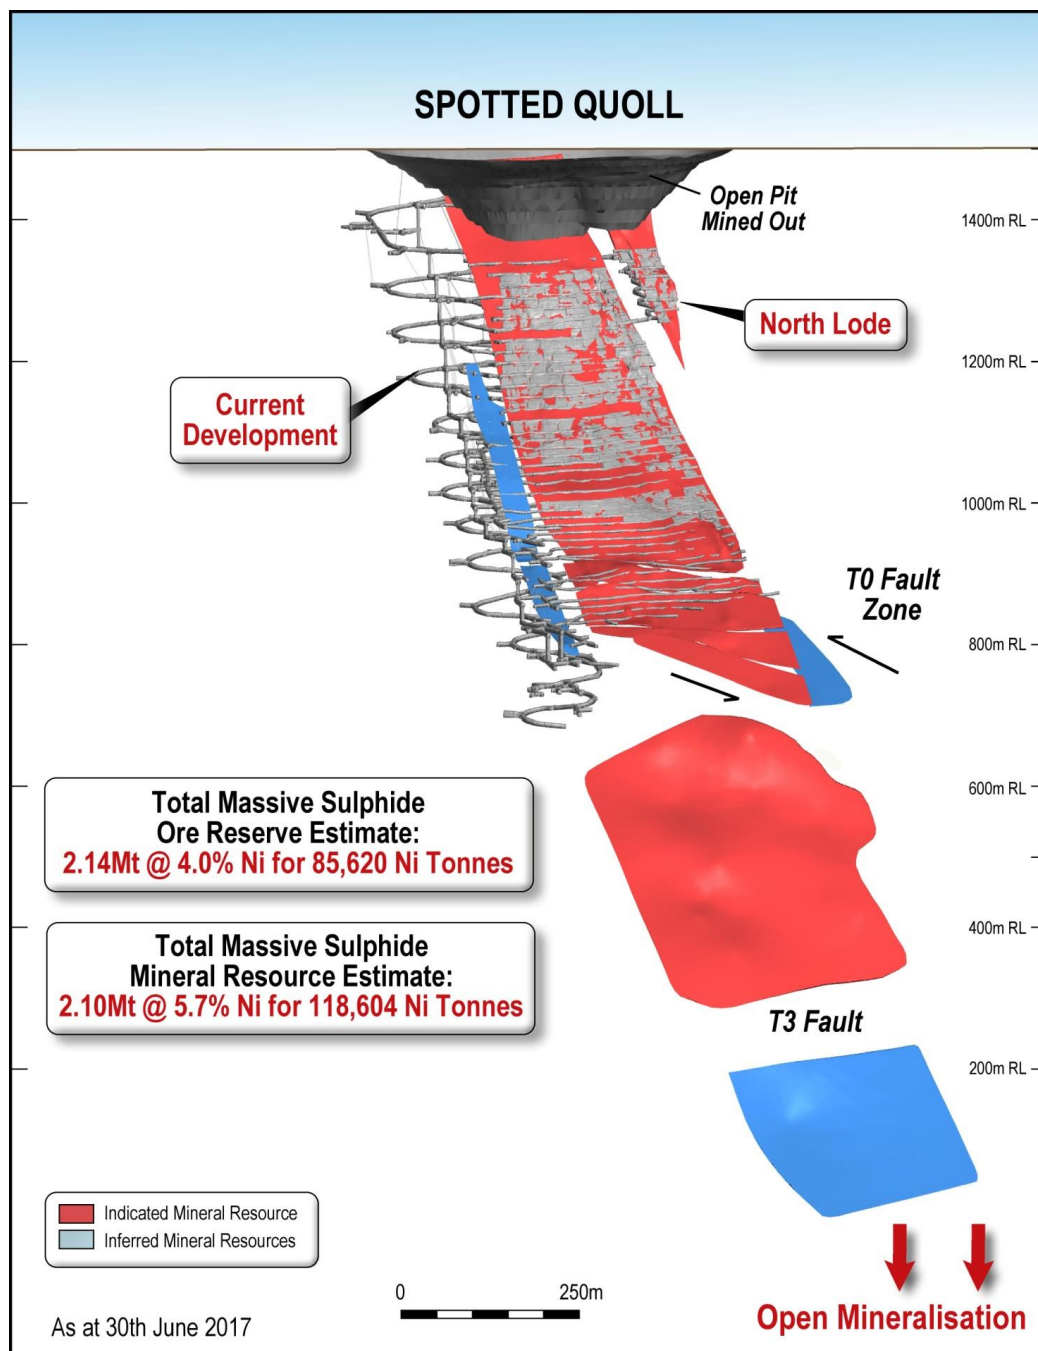 SPOTTED QUOLL
Open Pit
Mined Out
1400m RL
North Lode
1200m RL
Current
Development
1000m RL
T0 Fault
Zone
800m RL
600m RL
Total Massive Sulphide
Ore Reserve Estimate:
2.14Mt @ 4.0% Ni for 85,620 Ni Tonnes
400m RL
Total Massive Sulphide
Mineral Resource Estimate:
2.10Mt @ 5.7% Ni for 118,604 Ni Tonnes
T3 Fault
200m RL
Indicated Mineral Resource
Inferred Mineral Resources
0 250m
Open Mineralisation
As at 30th June 2017